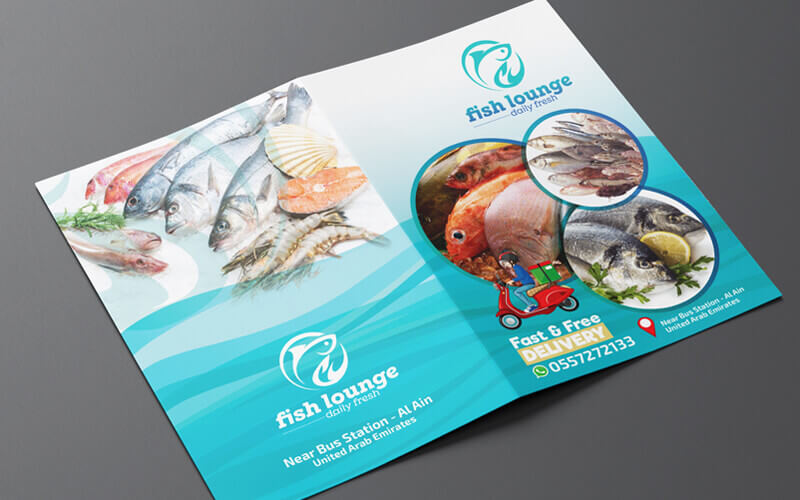 fish lounge
daily fresh
Near Bus Station - Al Ain
United Arab Emirates
fish lounge
daily fresh
Fast & Free
DELIVERY
0557272133
Near Bus Station - Al Ain
United Arab Emirates